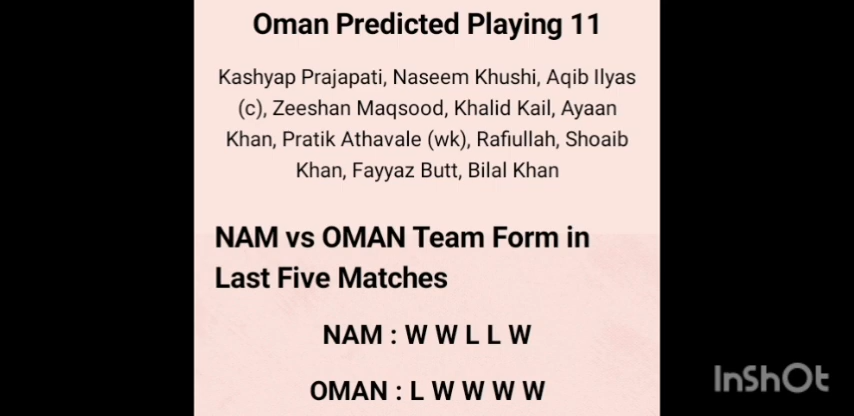 Oman Predicted Playing 11
Kashyap Prajapati, Naseem Khushi, Aqib Ilyas
(c), Zeeshan Maqsood, Khalid Kail, Ayaan
Khan, Pratik Athavale (wk), Rafiullah, Shoaib
Khan, Fayyaz Butt, Bilal Khan
NAM vs OMAN Team Form in
Last Five Matches
NAM : W W L L W
OMAN : L W W W W
InShOt